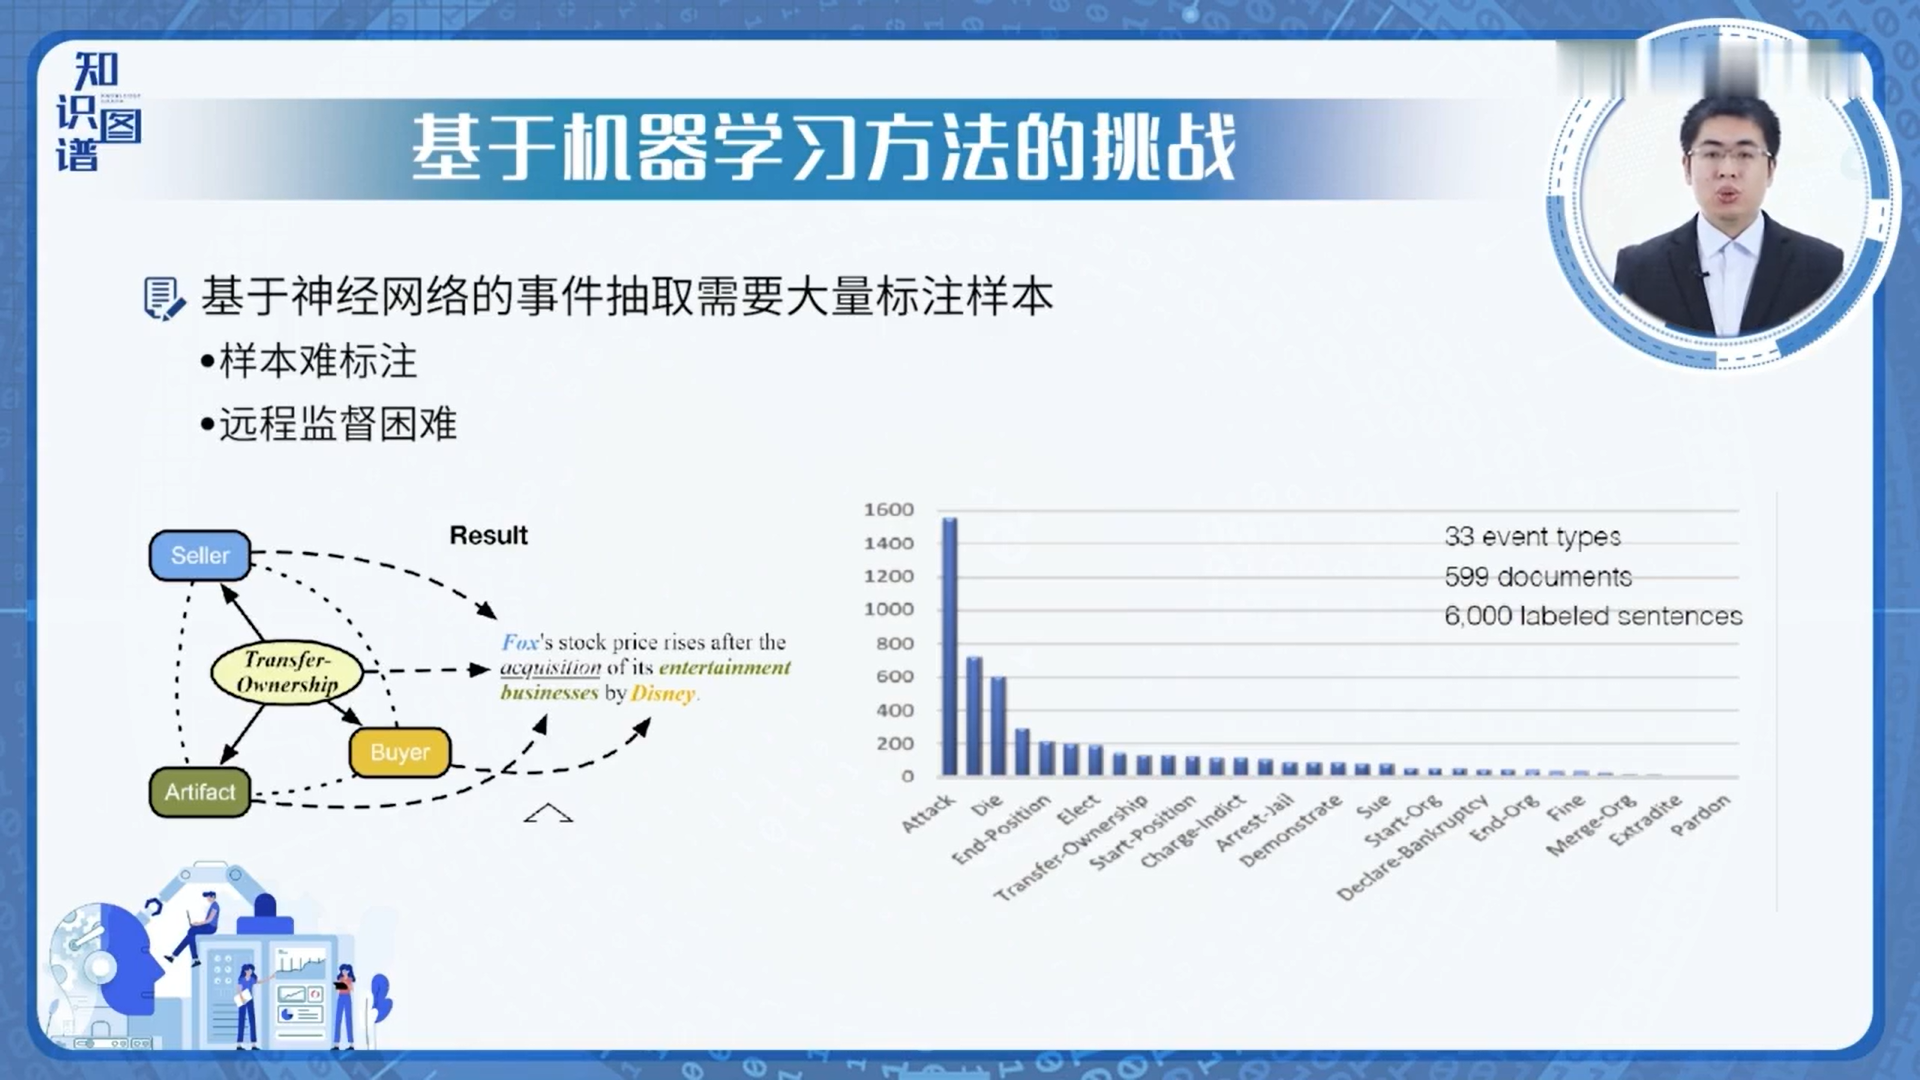 知识图谱
基于机器学习方法的挑战
基于神经网络的事件抽取需要大量标注样本
•样本难标注
•远程监督困难
Result
Seller
Transfer-
Ownership
Buyer
Artifact
Fox's stock price rises after the
acquisition of its entertainment
businesses by Disney.
33 event types
599 documents
6,000 labeled sentences
1600
1400
1200
1000
800
600
400
200
0
Attack
Die
End-Position
Elect
Transfer-Ownership
Start-Position
Charge-Indict
Arrest-Jail
Demonstrate
Sue
Start-Org
Declare-Bankruptcy
End-Org
Fine
Merge-Org
Extradite
Pardon